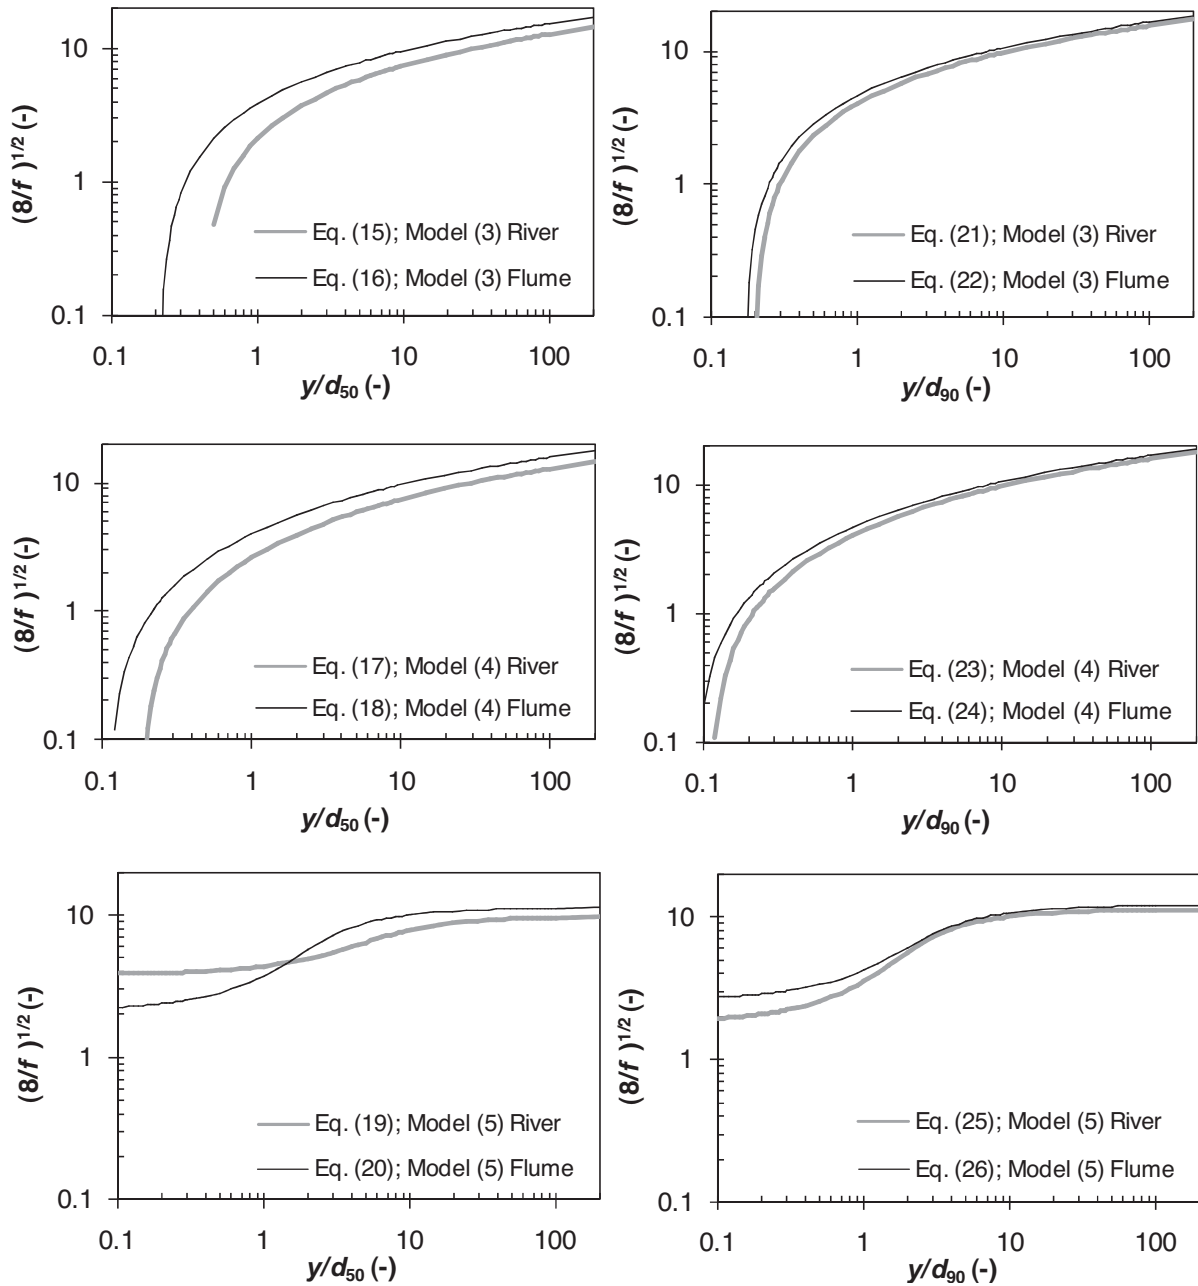 10
1
0.1
(8/f )1/2 (-)
Eq. (15); Model (3) River
Eq. (16); Model (3) Flume
0.1 1 10 100
y/d50 (-)
10
1
0.1
(8/f )1/2 (-)
Eq. (21); Model (3) River
Eq. (22); Model (3) Flume
0.1 1 10 100
y/d90 (-)
10
1
0.1
(8/f )1/2 (-)
Eq. (17); Model (4) River
Eq. (18); Model (4) Flume
0.1 1 10 100
y/d50 (-)
10
1
0.1
(8/f )1/2 (-)
Eq. (23); Model (4) River
Eq. (24); Model (4) Flume
0.1 1 10 100
y/d90 (-)
10
1
0.1
(8/f )1/2 (-)
Eq. (19); Model (5) River
Eq. (20); Model (5) Flume
0.1 1 10 100
y/d50 (-)
10
1
0.1
(8/f )1/2 (-)
Eq. (25); Model (5) River
Eq. (26); Model (5) Flume
0.1 1 10 100
y/d90 (-)